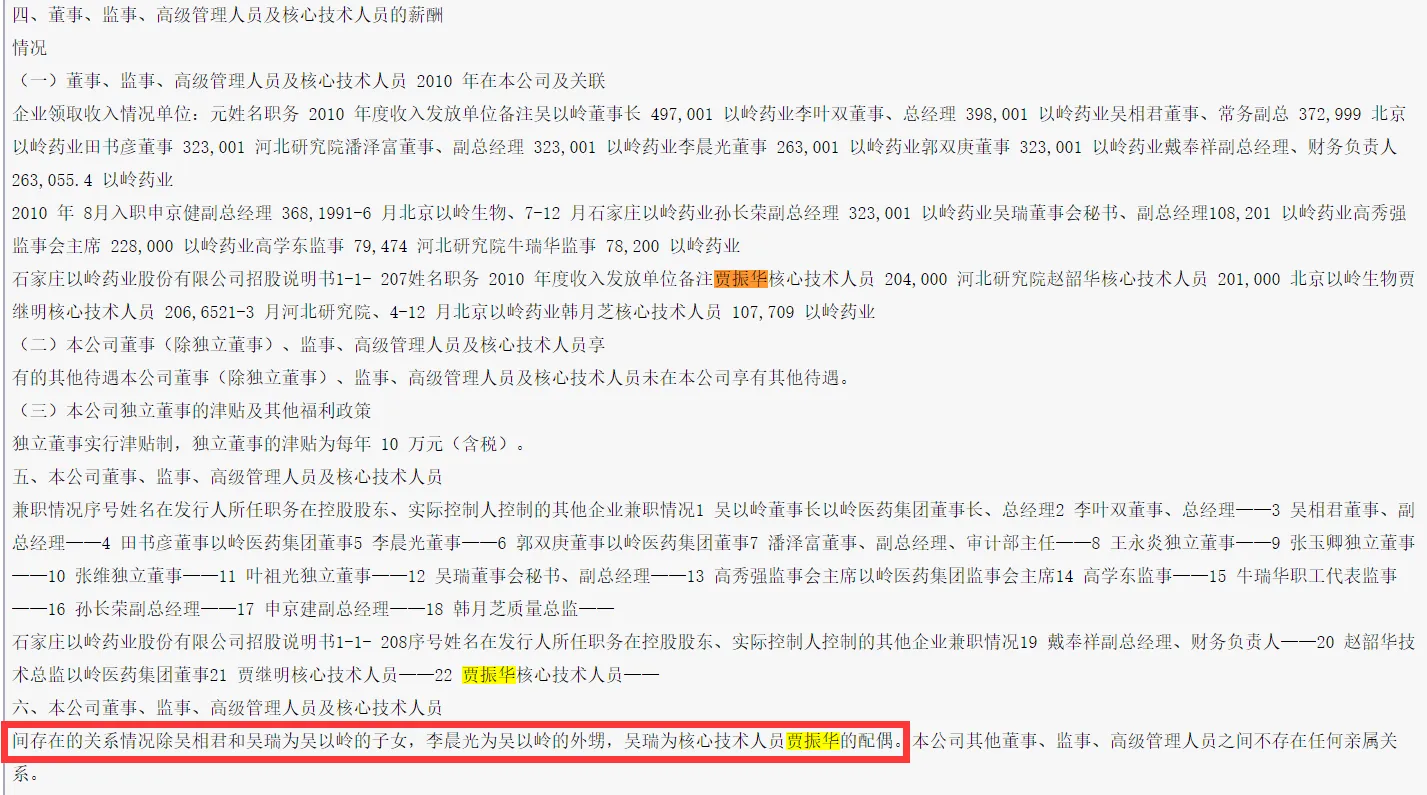 四、董事、监事、高级管理人员及核心技术人员的薪酬
情况
（一）董事、监事、高级管理人员及核心技术人员 2010 年在本公司及关联
企业领取收入情况单位：元姓名职务 2010 年度收入发放单位备注吴以岭董事长 497,001 以岭药业李叶双董事、总经理 398,001 以岭药业吴相君董事、常务副总 372,999 北京
以岭药业田书彦董事 323,001 河北研究院潘泽富董事、副总经理 323,001 以岭药业李晨光董事 263,001 以岭药业郭双庚董事 323,001 以岭药业戴奉祥副总经理、财务负责人
263,055.4 以岭药业
2010 年 8月入职申京健副总经理 368,1991-6 月北京以岭生物、7-12 月石家庄以岭药业孙长荣副总经理 323,001 以岭药业吴瑞董事会秘书、副总经理108,201 以岭药业高秀强
监事会主席 228,000 以岭药业高学东监事 79,474 河北研究院牛瑞华监事 78,200 以岭药业
石家庄以岭药业股份有限公司招股说明书1-1- 207姓名职务 2010 年度收入发放单位备注贾振华核心技术人员 204,000 河北研究院赵韶华核心技术人员 201,000 北京以岭生物贾
继明核心技术人员 206,6521-3 月河北研究院、4-12 月北京以岭药业韩月芝核心技术人员 107,709 以岭药业
（二）本公司董事（除独立董事）、监事、高级管理人员及核心技术人员享
有的其他待遇本公司董事（除独立董事）、监事、高级管理人员及核心技术人员未在本公司享有其他待遇。
（三）本公司独立董事的津贴及其他福利政策
独立董事实行津贴制，独立董事的津贴为每年 10 万元（含税）。
五、本公司董事、监事、高级管理人员及核心技术人员
兼职情况序号姓名在发行人所任职务在控股股东、实际控制人控制的其他企业兼职情况1 吴以岭董事长以岭医药集团董事长、总经理2 李叶双董事、总经理——3 吴相君董事、副
总经理——4 田书彦董事以岭医药集团董事5 李晨光董事——6 郭双庚董事以岭医药集团董事7 潘泽富董事、副总经理、审计部主任——8 王永炎独立董事——9 张玉卿独立董事
——10 张维独立董事——11 叶祖光独立董事——12 吴瑞董事会秘书、副总经理——13 高秀强监事会主席以岭医药集团监事会主席14 高学东监事——15 牛瑞华职工代表监事
——16 孙长荣副总经理——17 申京建副总经理——18 韩月芝质量总监——
石家庄以岭药业股份有限公司招股说明书1-1- 208序号姓名在发行人所任职务在控股股东、实际控制人控制的其他企业兼职情况19 戴奉祥副总经理、财务负责人——20 赵韶华技
术总监以岭医药集团董事21 贾继明核心技术人员——22 贾振华核心技术人员——
六、本公司董事、监事、高级管理人员及核心技术人员
间存在的关系情况除吴相君和吴瑞为吴以岭的子女，李晨光为吴以岭的外甥，吴瑞为核心技术人员贾振华的配偶。本公司其他董事、监事、高级管理人员之间不存在任何亲属关
系。